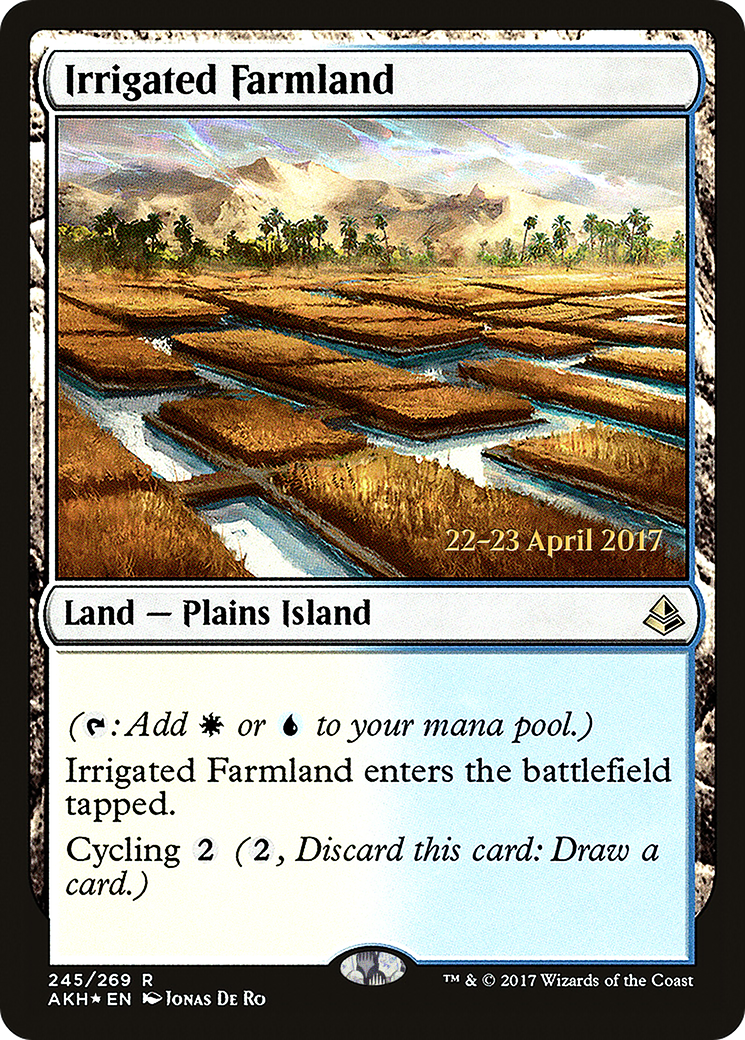 Irrigated Farmland
22–23 April 2017
Land — Plains Island
(: Add or to your mana pool.)
Irrigated Farmland enters the battlefield
tapped.
Cycling 2 (2, Discard this card: Draw a
card.)
245/269 R
™ & © 2017 Wizards of the Coast
AKH★EN Jonas De Ro